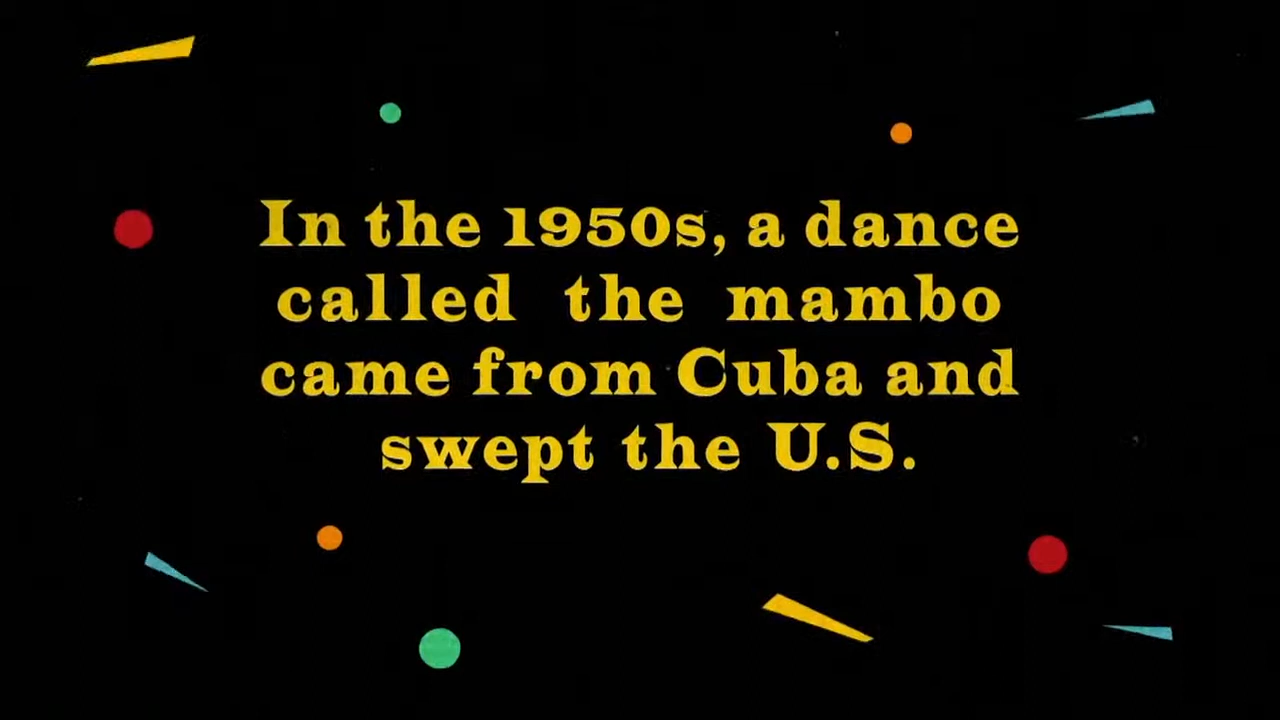 In the 1950s, a dance
called the mambo
came from Cuba and
swept the U.S.